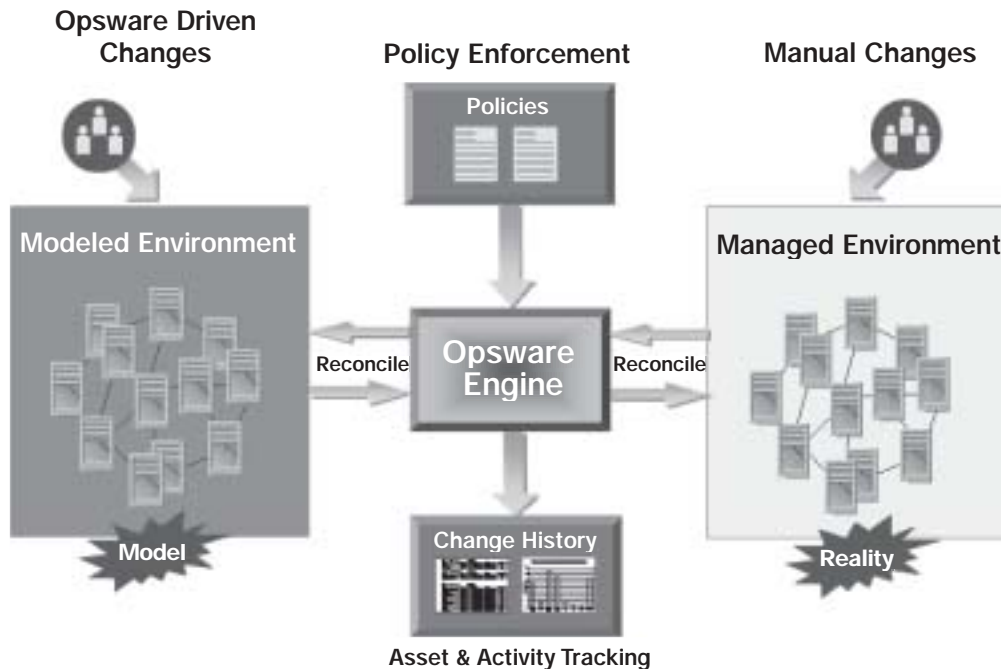 Opsware Driven
Changes
Policy Enforcement
Manual Changes
Policies
Modeled Environment
Managed Environment
Reconcile
Opsware
Engine
Reconcile
Model
Change History
Reality
Asset & Activity Tracking